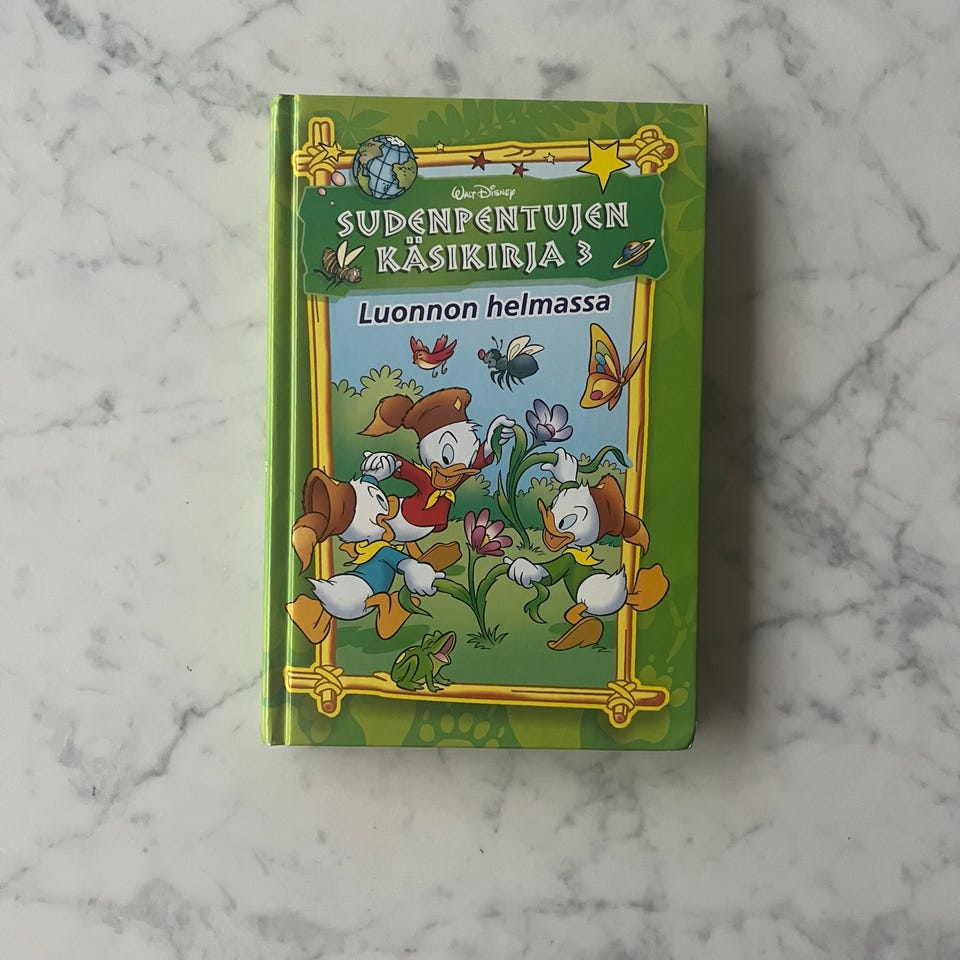 WALT DISNEY
SUDENPENTUJEN
KÄSIKIRJA 3
Luonnon helmassa